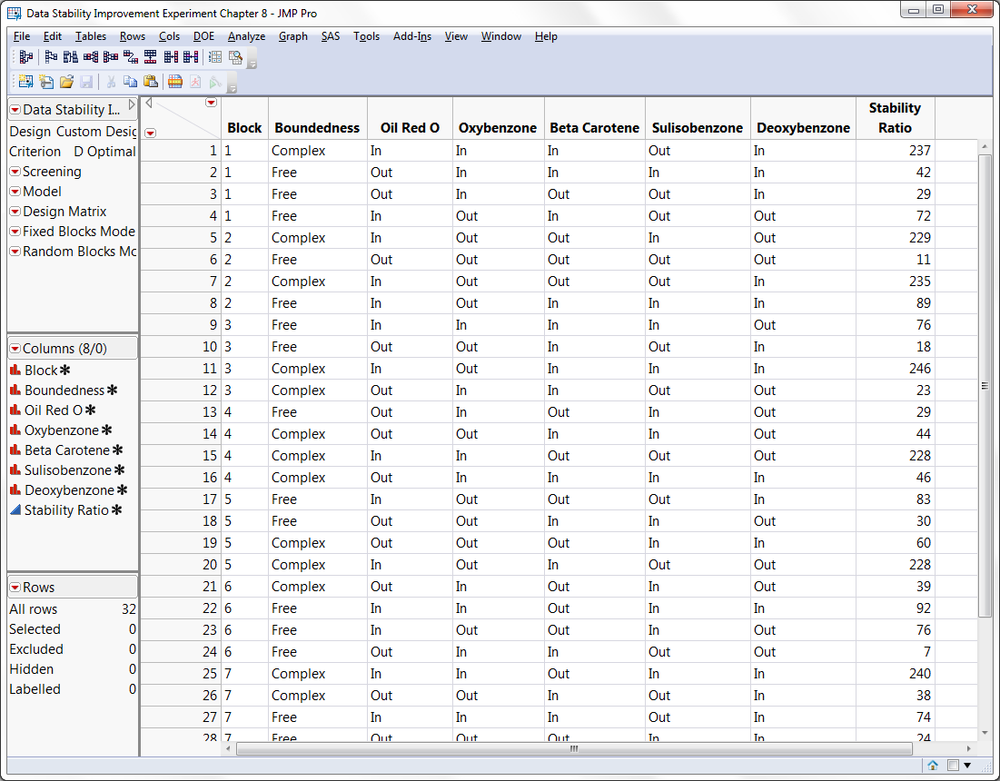 Data Stability Improvement Experiment Chapter 8 - JMP Pro
File Edit Tables Rows Cols DOE Analyze Graph SAS Tools Add-Ins View Window Help
Data Stability I...
Design Custom Desig
Criterion D Optimal
Screening
Model
Design Matrix
Fixed Blocks Mode
Random Blocks Mo
Columns (8/0)
Block*
Boundedness*
Oil Red O*
Oxybenzone*
Beta Carotene*
Sulisobenzone*
Deoxybenzone*
Stability Ratio*
Rows
All rows 32
Selected 0
Excluded 0
Hidden 0
Labelled 0
Block Boundedness Oil Red O Oxybenzone Beta Carotene Sulisobenzone Deoxybenzone Stability Ratio
1 1 Complex In In In Out In 237
2 1 Free Out In In In In 42
3 1 Free Out In Out Out In 29
4 1 Free In Out In Out Out 72
5 2 Complex In Out Out In Out 229
6 2 Free Out Out Out Out Out 11
7 2 Complex In Out Out Out In 235
8 2 Free In Out In In In 89
9 3 Free In In In In Out 76
10 3 Free Out Out In Out In 18
11 3 Complex In Out In In In 246
12 3 Complex Out In In Out Out 23
13 4 Free Out In Out In Out 29
14 4 Complex Out Out In In Out 44
15 4 Complex In In Out Out Out 228
16 4 Complex Out In In In In 46
17 5 Free In Out Out Out In 83
18 5 Free Out Out In In Out 30
19 5 Complex Out Out Out In In 60
20 5 Complex In Out In Out Out 228
21 6 Complex Out In Out In Out 39
22 6 Free In In Out In In 92
23 6 Free In Out Out In Out 76
24 6 Free Out In In Out Out 7
25 7 Complex In In Out In In 240
26 7 Complex Out Out In Out In 38
27 7 Free In In In Out In 74
28 7 Free Out Out Out In In 24